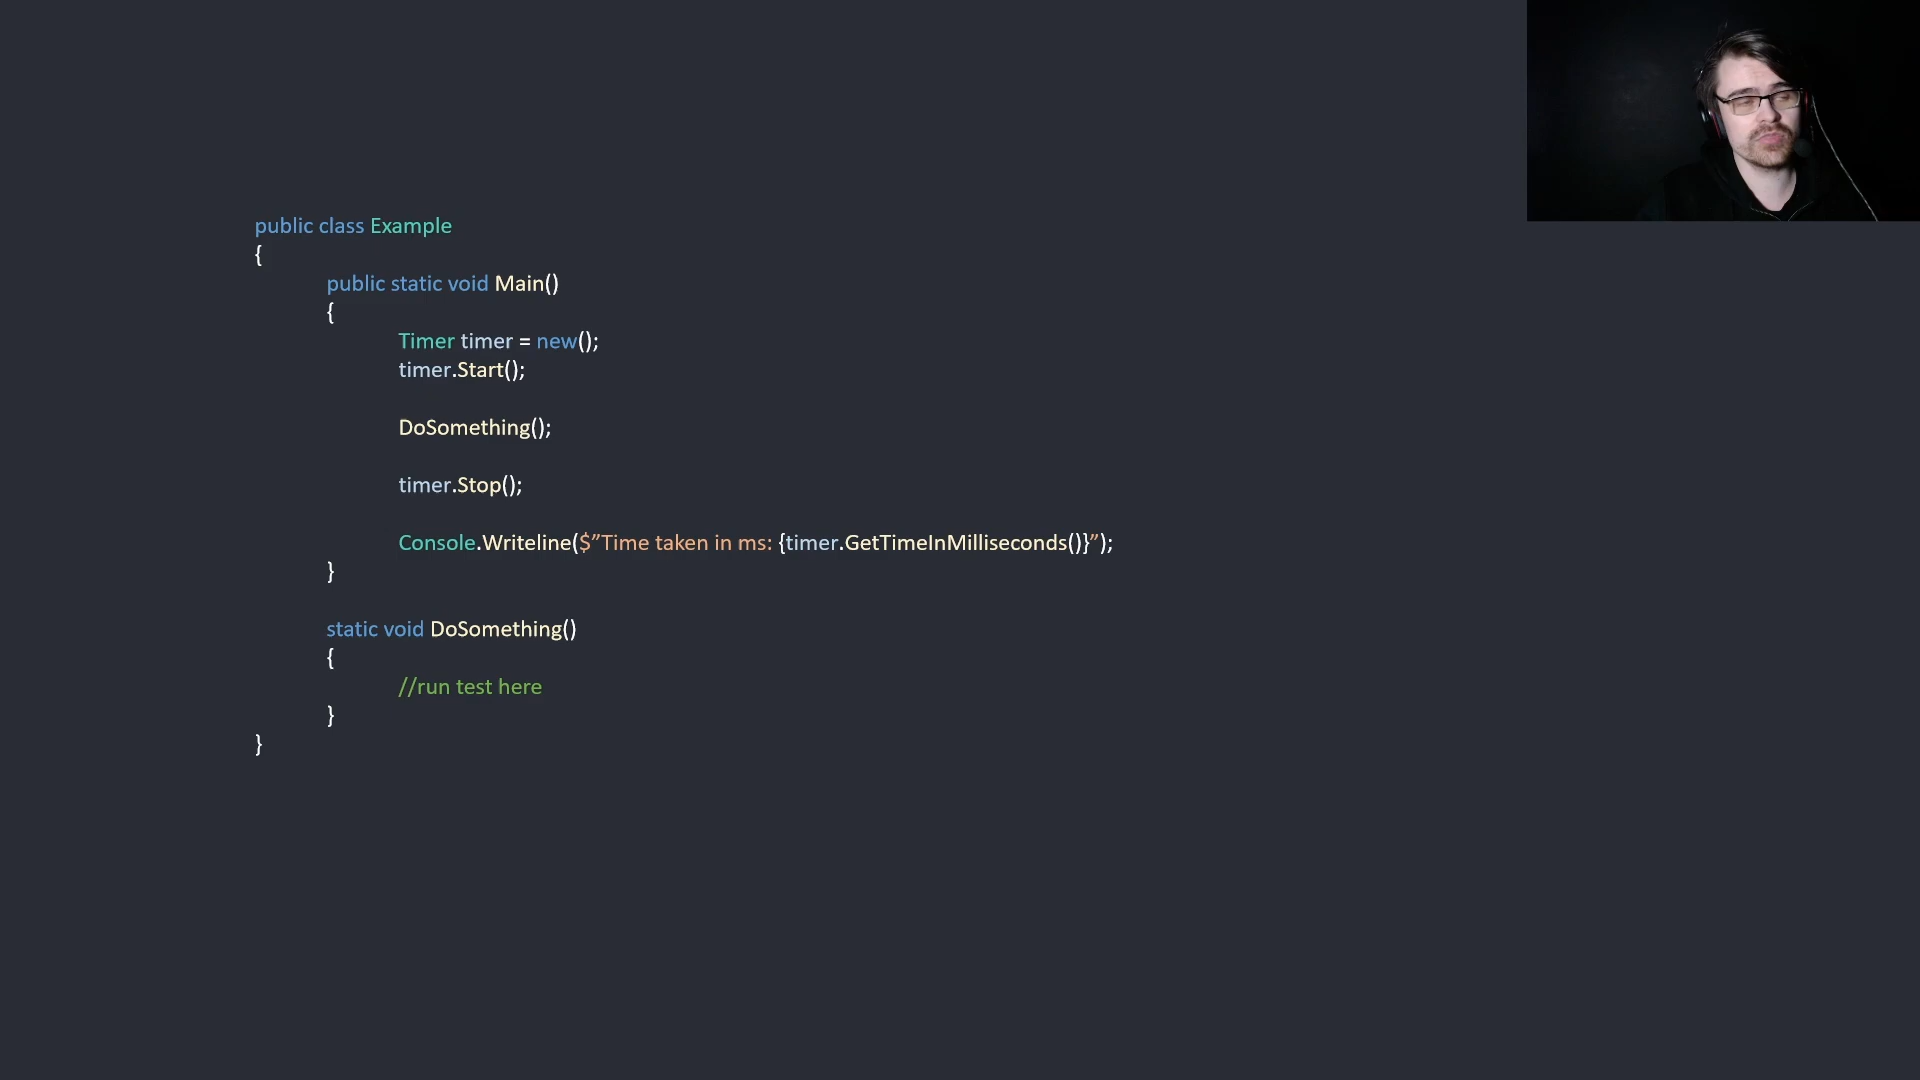 public class Example
{
public static void Main()
{
Timer timer = new();
timer.Start();
DoSomething();
timer.Stop();
Console.Writeline($”Time taken in ms: {timer.GetTimeInMilliseconds()}”);
}
static void DoSomething()
{
//run test here
}
}